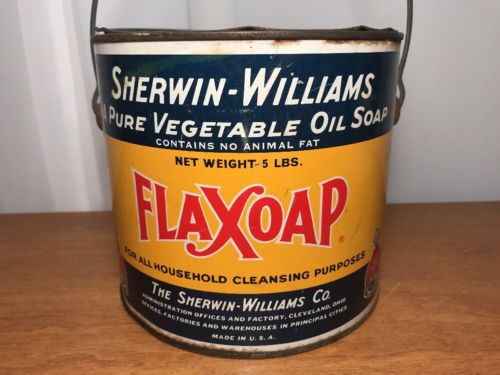 SHERWIN-WILLIAMS
A PURE VEGETABLE OIL SOAP
CONTAINS NO ANIMAL FAT
NET WEIGHT-5 LBS.
FLAXOAP®
FOR ALL HOUSEHOLD CLEANSING PURPOSES
THE SHERWIN-WILLIAMS CO.
ADMINISTRATION OFFICES AND FACTORY, CLEVELAND, OHIO
OFFICES, FACTORIES AND WAREHOUSES IN PRINCIPAL CITIES
MADE IN U.S.A.